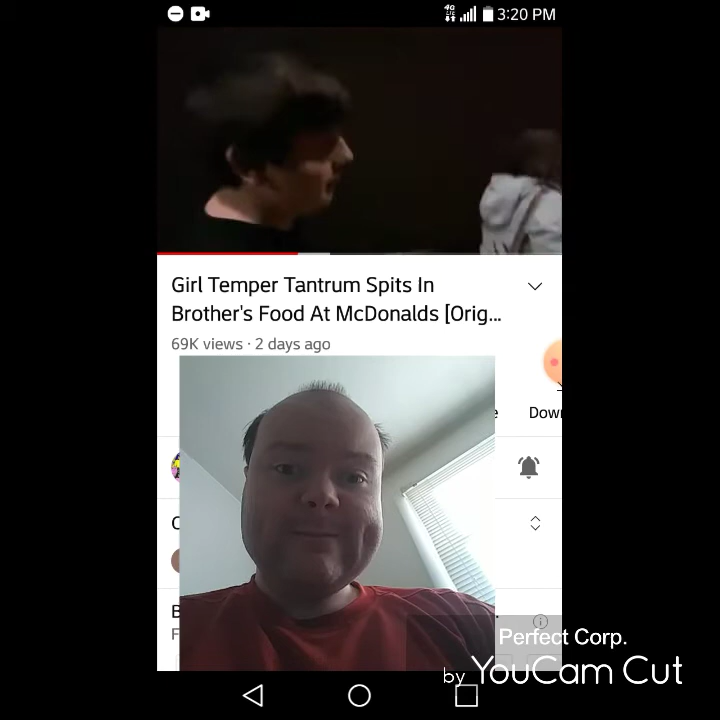 3:20 PM
Girl Temper Tantrum Spits In
Brother's Food At McDonalds [Orig...
69K views · 2 days ago
Dow
C
B
F
Perfect Corp.
by YouCam Cut